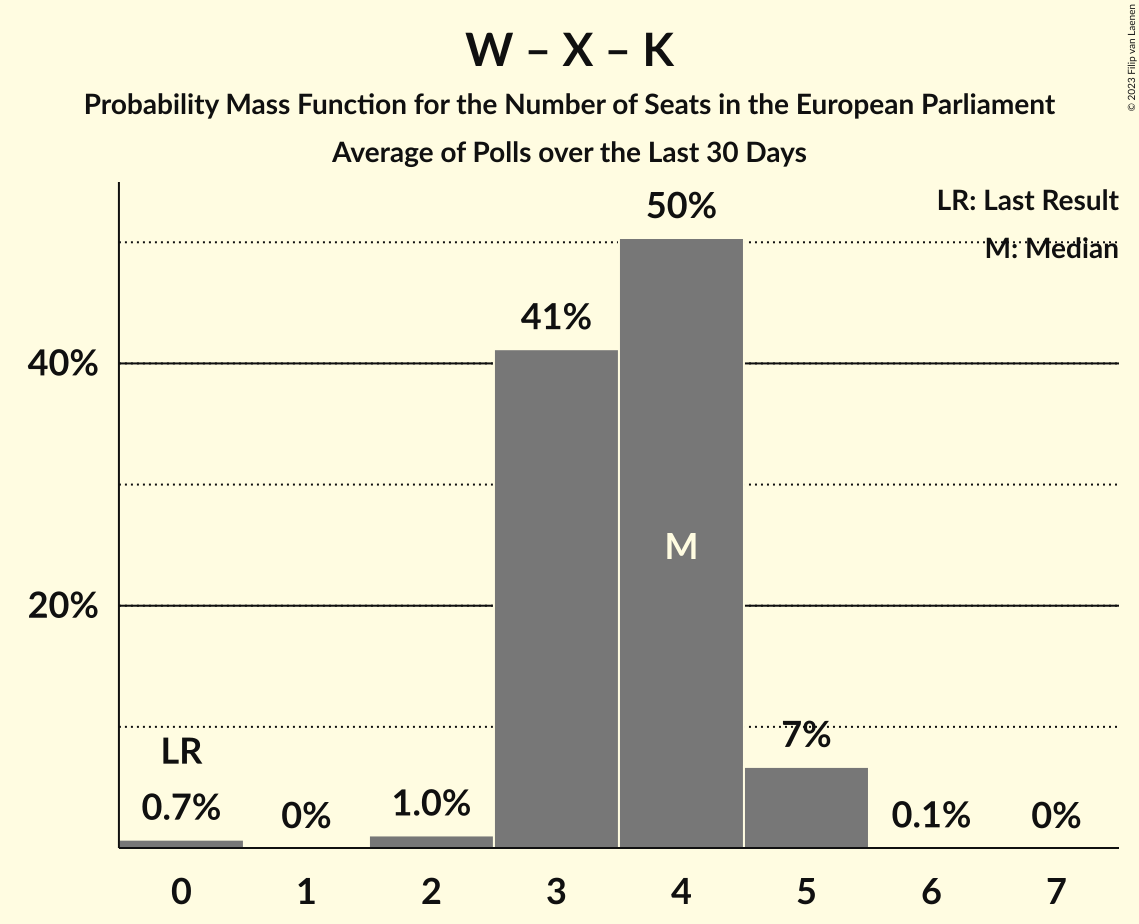 W – X – K
Probability Mass Function for the Number of Seats in the European Parliament
Average of Polls over the Last 30 Days
© 2023 Filip van Laenen
LR: Last Result
M: Median
50%
41%
40%
M
20%
7%
LR
0.7%
0%
1.0%
0.1%
0%
0 1 2 3 4 5 6 7